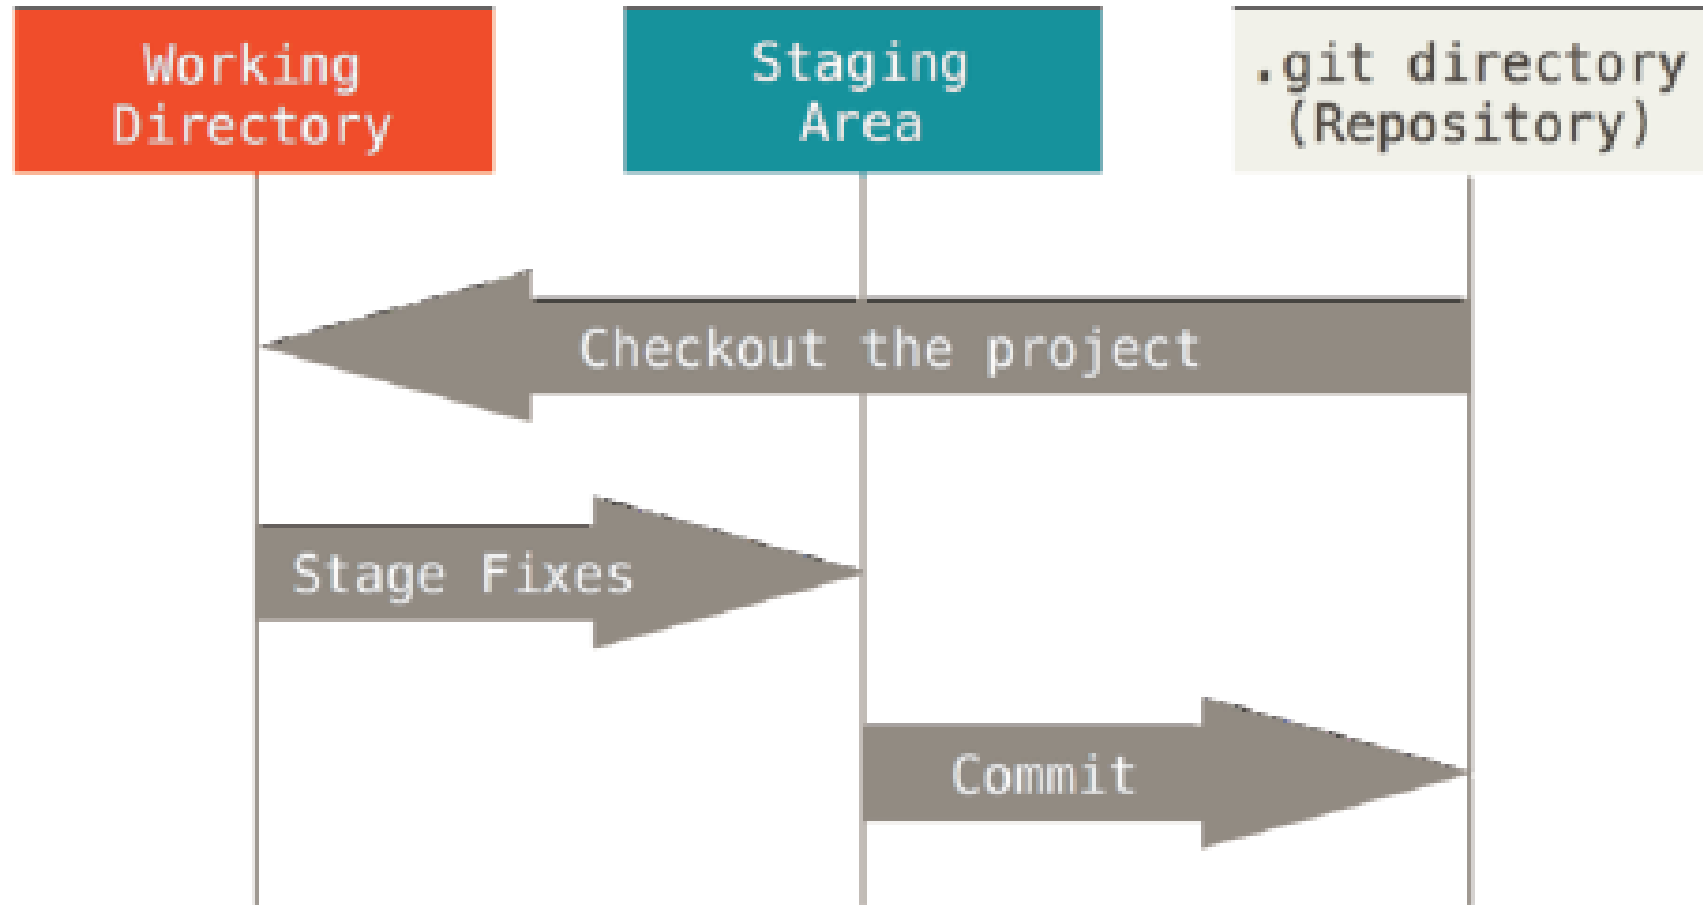 Working
Directory
Staging
Area
.git directory
(Repository)
Checkout the project
Stage Fixes
Commit